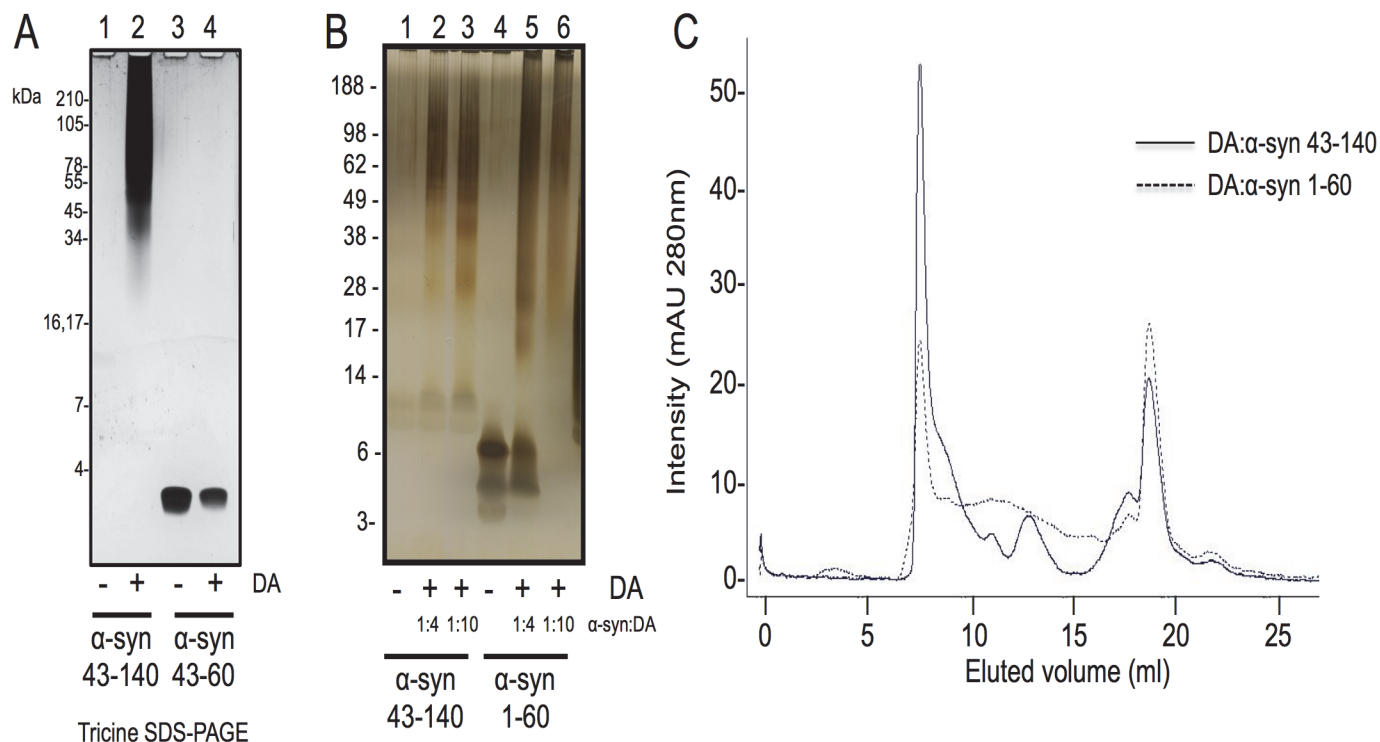 A
1 2 3 4
kDa
210-
105-
78-
55-
45-
34-
16,17-
7-
4-
- + - + DA
α-syn α-syn
43-140 43-60
Tricine SDS-PAGE
B
1 2 3 4 5 6
188 -
98 -
62 -
49 -
38 -
28 -
17 -
14 -
6 -
3-
- + + - + + DA
1:4 1:10 1:4 1:10 α-syn:DA
α-syn α-syn
43-140 1-60
C
Intensity (mAU 280nm)
50-
40-
30-
20-
10-
0-
DA:α-syn 43-140
DA:α-syn 1-60
0 5 10 15 20 25
Eluted volume (ml)